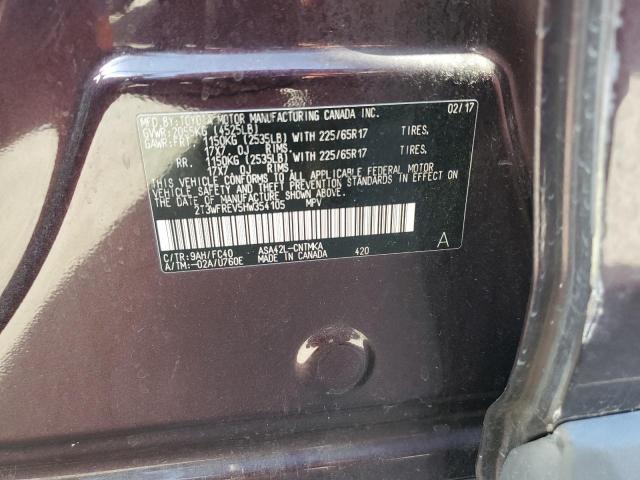 MFD.BY:TOYOTA MOTOR MANUFACTURING CANADA INC. 02/17
GVWR:2055KG (4525LB)
GAWR:FRT. 1150KG (2535LB) WITH 225/65R17 TIRES,
17X7 0J RIMS.
RR. 1150KG (2535LB) WITH 225/65R17 TIRES,
17X7 0J RIMS.
THIS VEHICLE CONFORMS TO ALL APPLICABLE FEDERAL MOTOR
VEHICLE SAFETY AND THEFT PREVENTION STANDARDS IN EFFECT ON
THE DATE OF MANUFACTURE SHOWN ABOVE.
2T3WFREV5HW354105 MPV
C/TR:9AH/FC40 ASA42L-CNTMKA 420 A
A/TM:-02A/U760E MADE IN CANADA